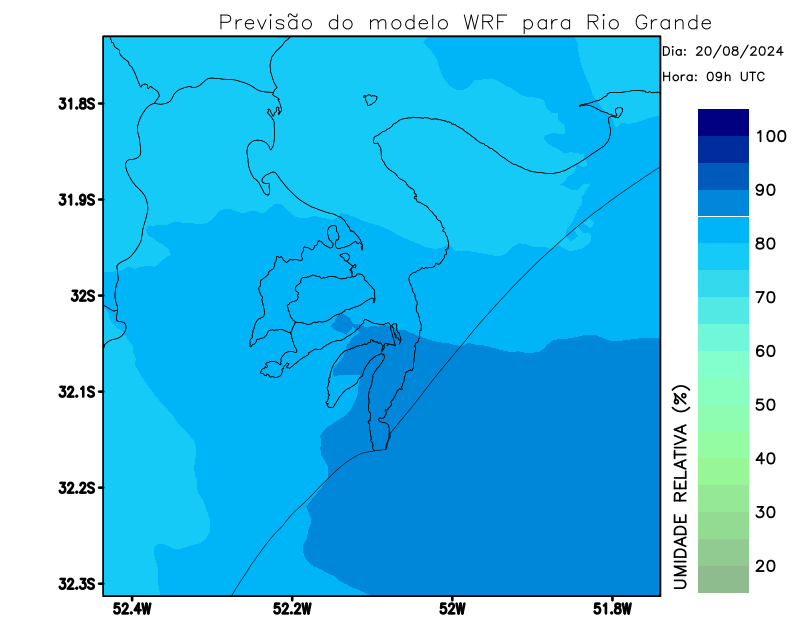 Previsão do modelo WRF para Rio Grande
Dia: 20/08/2024
Hora: 09h UTC
31.8S
31.9S
32S
32.1S
32.2S
32.3S
52.4W
52.2W
52W
51.8W
UMIDADE RELATIVA (%)
100
90
80
70
60
50
40
30
20